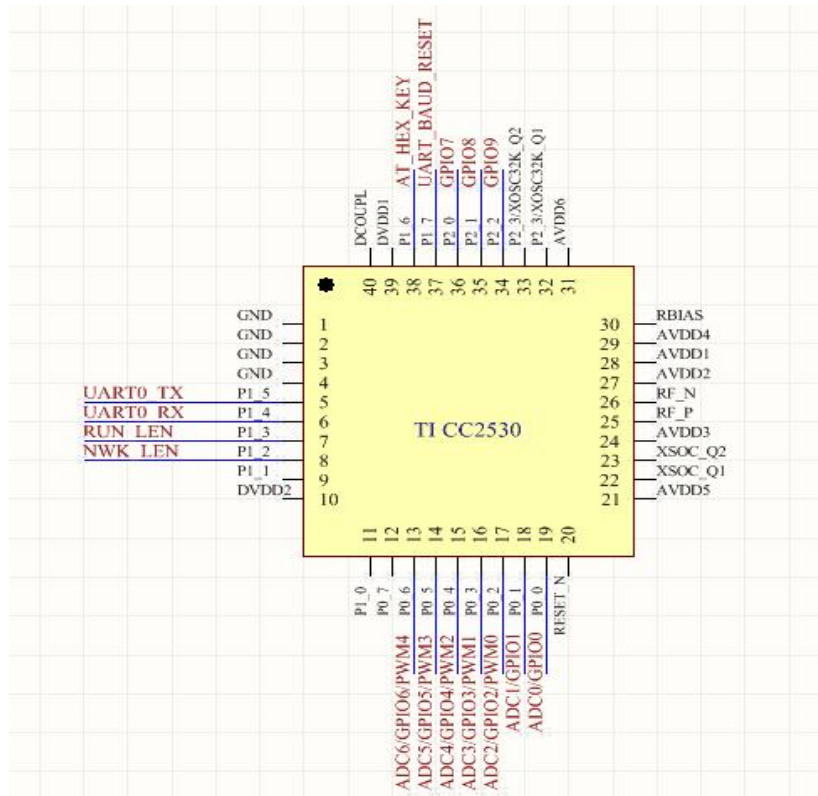 AT_HEX_KEY
UART_BAUD_RESET
GPIO7
GPIO8
GPIO9
DCOUPL
DVDD1
P1_6
P1_7
P2_0
P2_1
P2_2
P2_3/XOSC32K_Q2
P2_3/XOSC32K_Q1
AVDD6
40 39 38 37 36 35 34 33 32 31
GND 1
GND 2
GND 3
GND 4
UART0_TX P1_5 5
UART0_RX P1_4 6
RUN_LEN P1_3 7
NWK_LEN P1_2 8
P1_1 9
DVDD2 10
TI CC2530
30 RBIAS
29 AVDD4
28 AVDD1
27 AVDD2
26 RF_N
25 RF_P
24 AVDD3
23 XSOC_Q2
22 XSOC_Q1
21 AVDD5
11 12 13 14 15 16 17 18 19 20
P1_0
P0_7
P0_6
P0_5
P0_4
P0_3
P0_2
P0_1
P0_0
RESET_N
ADC6/GPIO6/PWM4
ADC5/GPIO5/PWM3
ADC4/GPIO4/PWM2
ADC3/GPIO3/PWM1
ADC2/GPIO2/PWM0
ADC1/GPIO1
ADC0/GPIO0